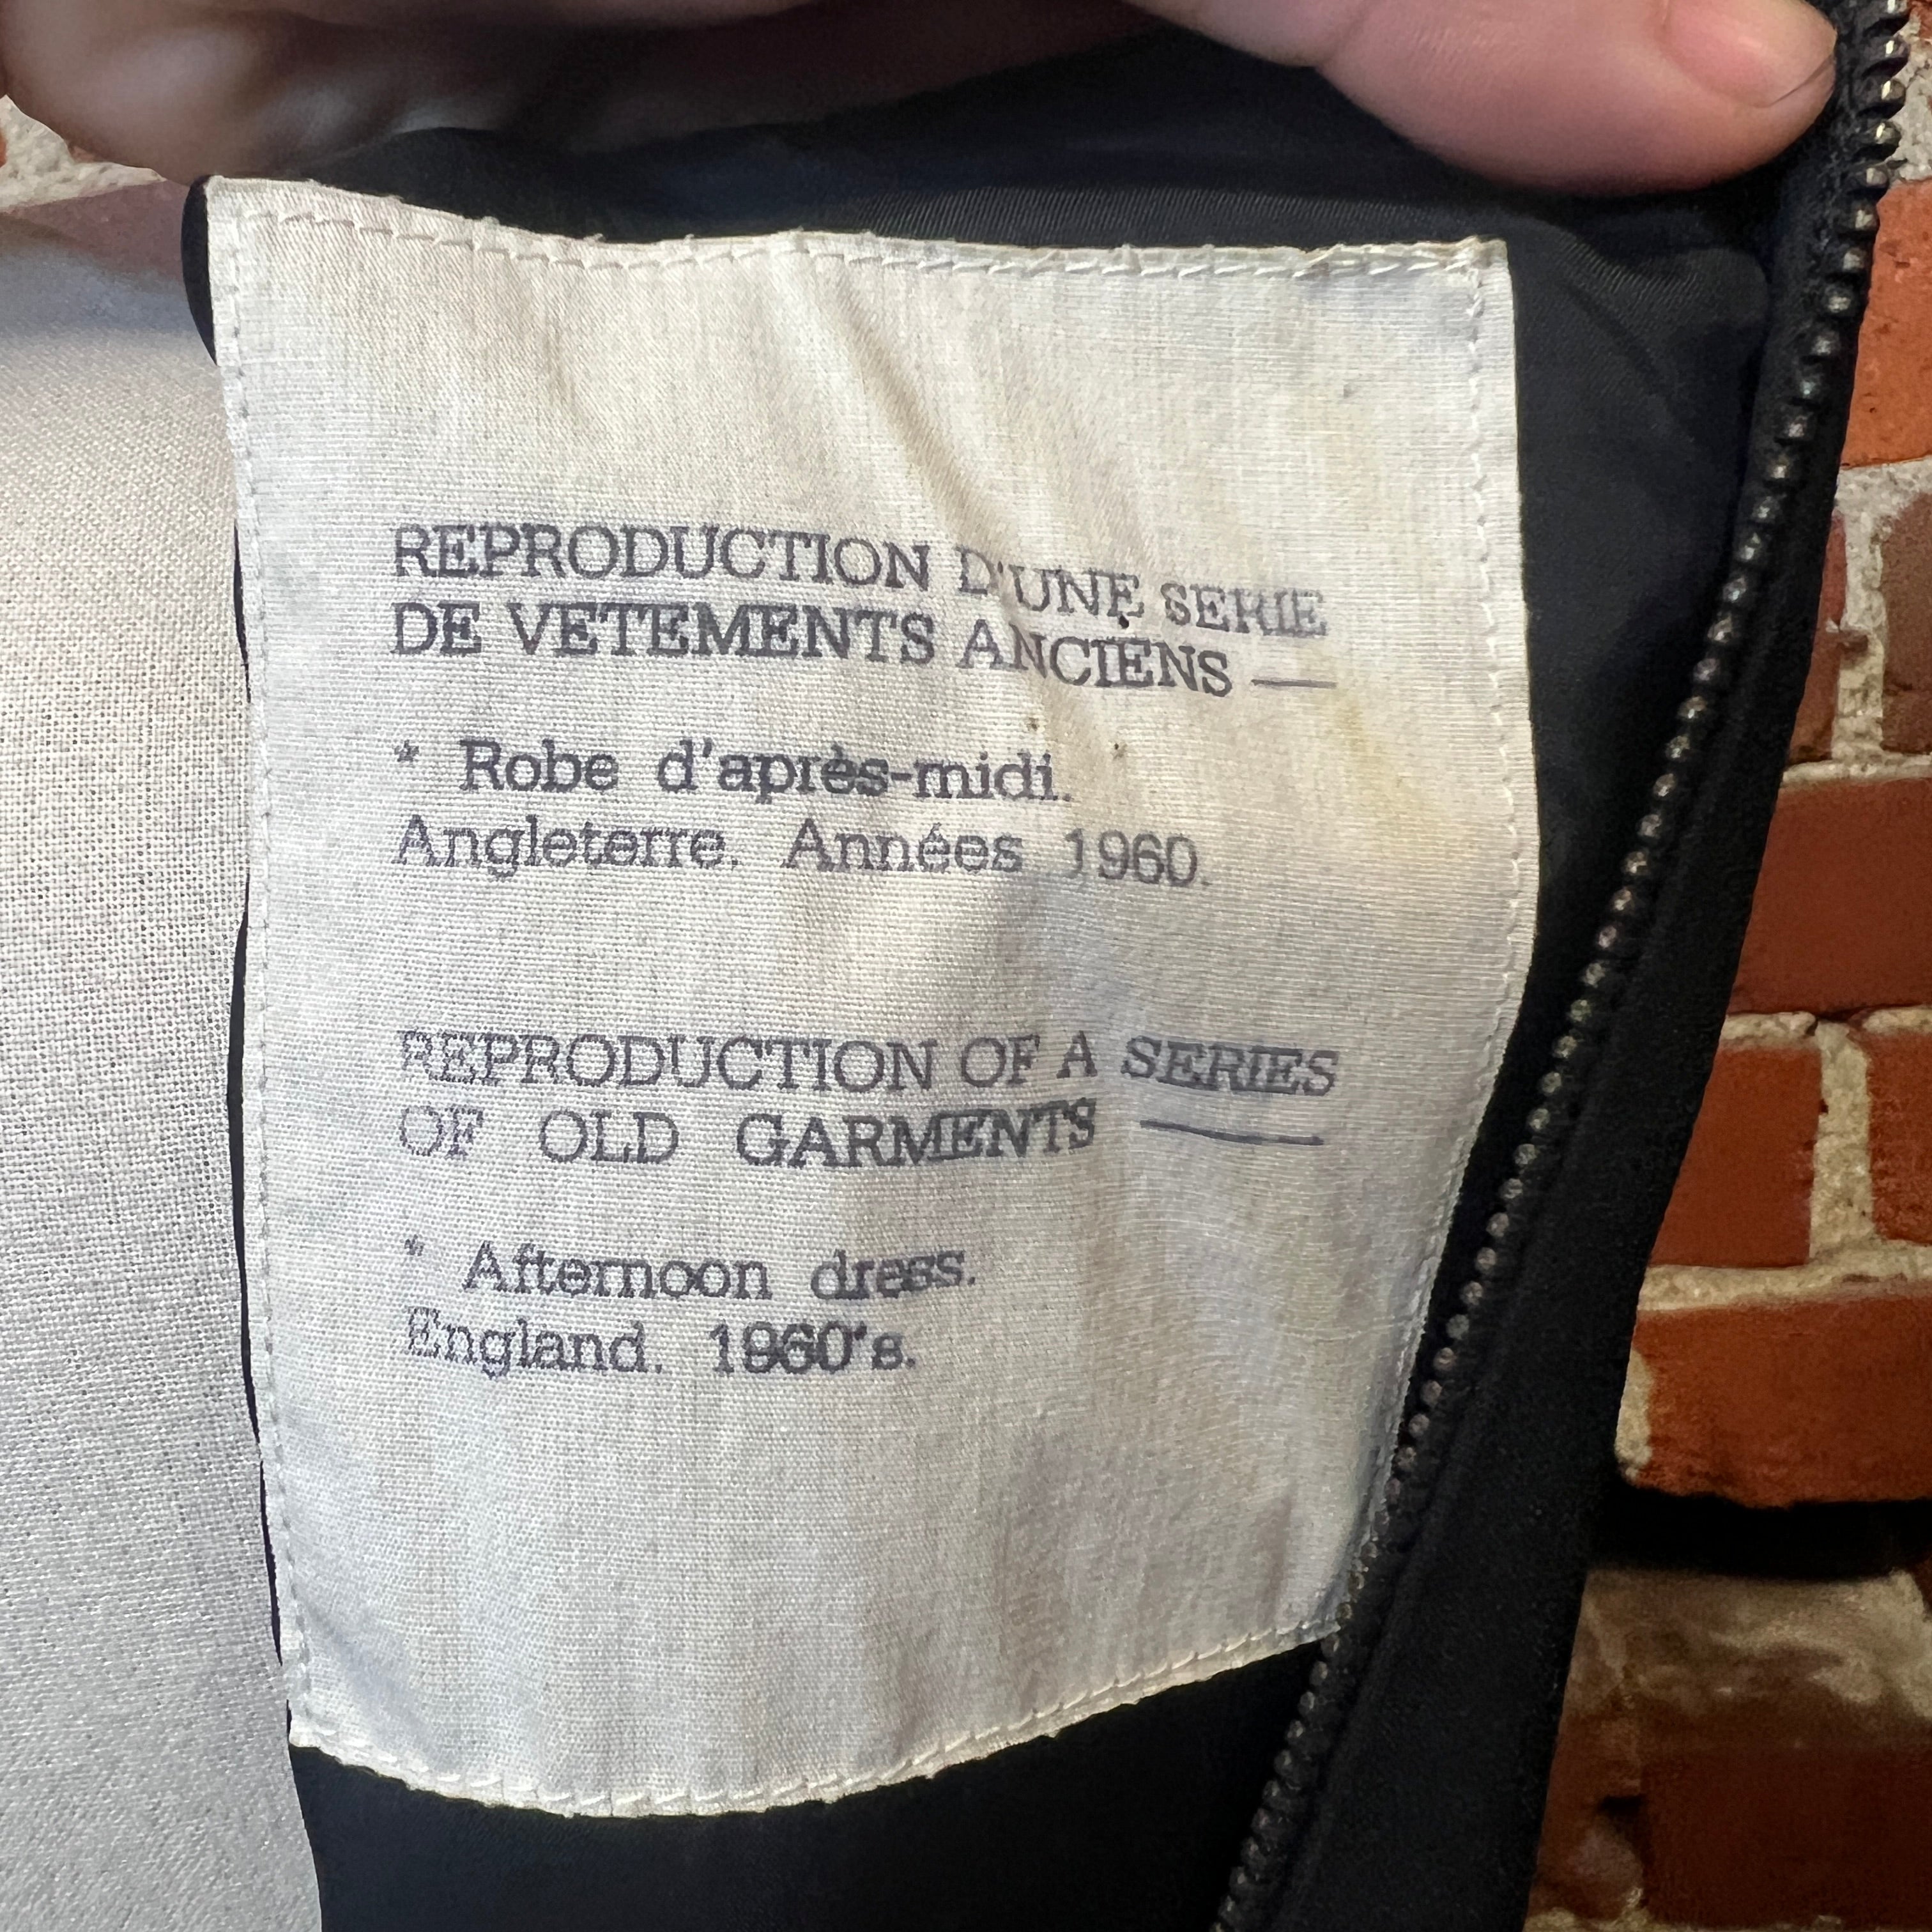 REPRODUCTION D'UNE SERIE
DE VETEMENTS ANCIENS —
* Robe d'après-midi.
Angleterre. Années 1960.
REPRODUCTION OF A SERIES
OF OLD GARMENTS —
* Afternoon dress.
England. 1960's.